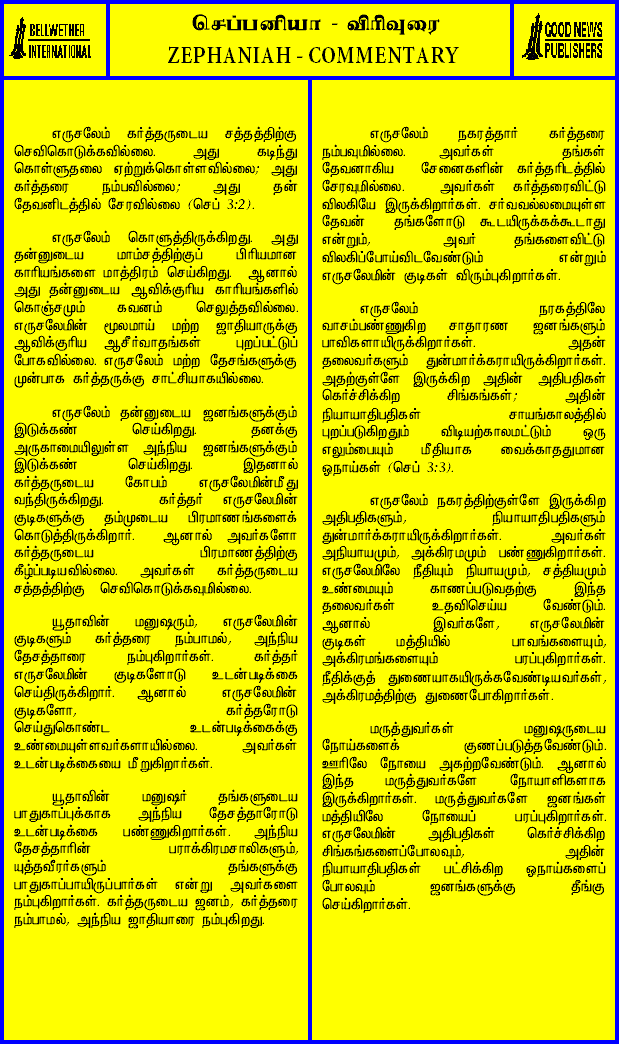 BELLWETHER
INTERNATIONAL
செப்பனியா - விரிவுரை
ZEPHANIAH - COMMENTARY
GOOD NEWS
PUBLISHERS
எருசலேம் கர்த்தருடைய சத்தத்திற்கு
செவிகொடுக்கவில்லை. அது கடிந்து
கொள்ளுதலை ஏற்றுக்கொள்ளவில்லை; அது
கர்த்தரை நம்பவில்லை; அது தன்
தேவனிடத்தில் சேரவில்லை (செப் 3:2).
எருசலேம் கொளுத்திருக்கிறது. அது
தன்னுடைய மாம்சத்திற்குப் பிரியமான
காரியங்களை மாத்திரம் செய்கிறது. ஆனால்
அது தன்னுடைய ஆவிக்குரிய காரியங்களில்
கொஞ்சமும் கவனம் செலுத்தவில்லை.
எருசலேமின் மூலமாய் மற்ற ஜாதியாருக்கு
ஆவிக்குரிய ஆசீர்வாதங்கள் புறப்பட்டுப்
போகவில்லை. எருசலேம் மற்ற தேசங்களுக்கு
முன்பாக கர்த்தருக்கு சாட்சியாகயில்லை.
எருசலேம் தன்னுடைய ஜனங்களுக்கும்
இடுக்கண் செய்கிறது. தனக்கு
அருகாமையிலுள்ள அந்நிய ஜனங்களுக்கும்
இடுக்கண் செய்கிறது. இதனால்
கர்த்தருடைய கோபம் எருசலேமின்மீது
வந்திருக்கிறது. கர்த்தர் எருசலேமின்
குடிகளுக்கு தம்முடைய பிரமாணங்களைக்
கொடுத்திருக்கிறார். ஆனால் அவர்களோ
கர்த்தருடைய பிரமாணத்திற்கு
கீழ்ப்படியவில்லை. அவர்கள் கர்த்தருடைய
சத்தத்திற்கு செவிகொடுக்கவுமில்லை.
யூதாவின் மனுஷரும், எருசலேமின்
குடிகளும் கர்த்தரை நம்பாமல், அந்நிய
தேசத்தாரை நம்புகிறார்கள். கர்த்தர்
எருசலேமின் குடிகளோடு உடன்படிக்கை
செய்திருக்கிறார். ஆனால் எருசலேமின்
குடிகளோ, கர்த்தரோடு
செய்துகொண்ட உடன்படிக்கைக்கு
உண்மையுள்ளவர்களாயில்லை. அவர்கள்
உடன்படிக்கையை மீறுகிறார்கள்.
யூதாவின் மனுஷர் தங்களுடைய
பாதுகாப்புக்காக அந்நிய தேசத்தாரோடு
உடன்படிக்கை பண்ணுகிறார்கள். அந்நிய
தேசத்தாரின் பராக்கிரமசாலிகளும்,
யுத்தவீரர்களும் தங்களுக்கு
பாதுகாப்பாயிருப்பார்கள் என்று அவர்களை
நம்புகிறார்கள். கர்த்தருடைய ஜனம், கர்த்தரை
நம்பாமல், அந்நிய ஜாதியாரை நம்புகிறது.
எருசலேம் நகரத்தார் கர்த்தரை
நம்பவுமில்லை. அவர்கள் தங்கள்
தேவனாகிய சேனைகளின் கர்த்தரிடத்தில்
சேரவுமில்லை. அவர்கள் கர்த்தரைவிட்டு
விலகியே இருக்கிறார்கள். சர்வவல்லமையுள்ள
தேவன் தங்களோடு கூடயிருக்கக்கூடாது
என்றும், அவர் தங்களைவிட்டு
விலகிப்போய்விடவேண்டும் என்றும்
எருசலேமின் குடிகள் விரும்புகிறார்கள்.
எருசலேம் நரகத்திலே
வாசம்பண்ணுகிற சாதாரண ஜனங்களும்
பாவிகளாயிருக்கிறார்கள். அதன்
தலைவர்களும் துன்மார்க்கராயிருக்கிறார்கள்.
அதற்குள்ளே இருக்கிற அதின் அதிபதிகள்
கெர்ச்சிக்கிற சிங்கங்கள்; அதின்
நியாயாதிபதிகள் சாயங்காலத்தில்
புறப்படுகிறதும் விடியற்காலமட்டும் ஒரு
எலும்பையும் மீதியாக வைக்காததுமான
ஓநாய்கள் (செப் 3:3).
எருசலேம் நகரத்திற்குள்ளே இருக்கிற
அதிபதிகளும், நியாயாதிபதிகளும்
துன்மார்க்கராயிருக்கிறார்கள். அவர்கள்
அநியாயமும், அக்கிரமமும் பண்ணுகிறார்கள்.
எருசலேமிலே நீதியும் நியாயமும், சத்தியமும்
உண்மையும் காணப்படுவதற்கு இந்த
தலைவர்கள் உதவிசெய்ய வேண்டும்.
ஆனால் இவர்களே, எருசலேமின்
குடிகள் மத்தியில் பாவங்களையும்,
அக்கிரமங்களையும் பரப்புகிறார்கள்.
நீதிக்குத் துணையாகயிருக்கவேண்டியவர்கள்,
அக்கிரமத்திற்கு துணைபோகிறார்கள்.
மருத்துவர்கள் மனுஷருடைய
நோய்களைக் குணப்படுத்தவேண்டும்.
ஊரிலே நோயை அகற்றவேண்டும். ஆனால்
இந்த மருத்துவர்களே நோயாளிகளாக
இருக்கிறார்கள். மருத்துவர்களே ஜனங்கள்
மத்தியிலே நோயைப் பரப்புகிறார்கள்.
எருசலேமின் அதிபதிகள் கெர்ச்சிக்கிற
சிங்கங்களைப்போலவும், அதின்
நியாயாதிபதிகள் பட்சிக்கிற ஓநாய்களைப்
போலவும் ஜனங்களுக்கு தீங்கு
செய்கிறார்கள்.